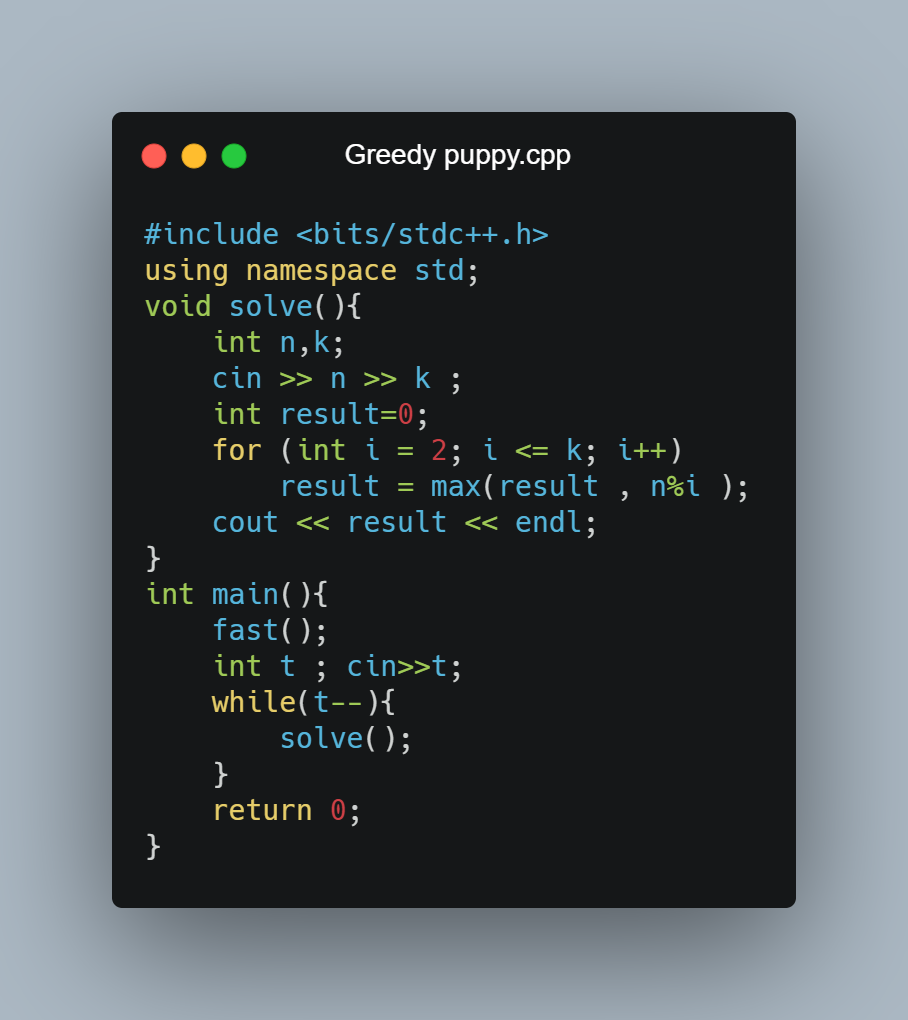 Greedy puppy.cpp
#include <bits/stdc++.h>
using namespace std;
void solve(){
    int n,k;
    cin >> n >> k ;
    int result=0;
    for (int i = 2; i <= k; i++)
        result = max(result , n%i );
    cout << result << endl;
}
int main(){
    fast();
    int t ; cin>>t;
    while(t--){
        solve();
    }
    return 0;
}